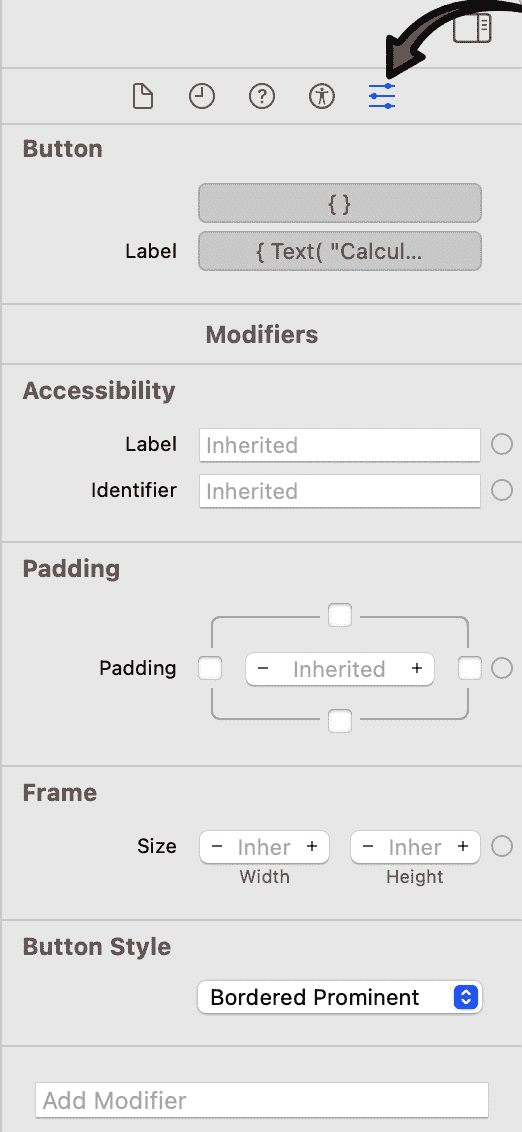 Button
{ }
Label { Text( "Calcul...
Modifiers
Accessibility
Label Inherited
Identifier Inherited
Padding
Padding − Inherited +
Frame
Size − Inher + − Inher +
Width Height
Button Style
Bordered Prominent
Add Modifier